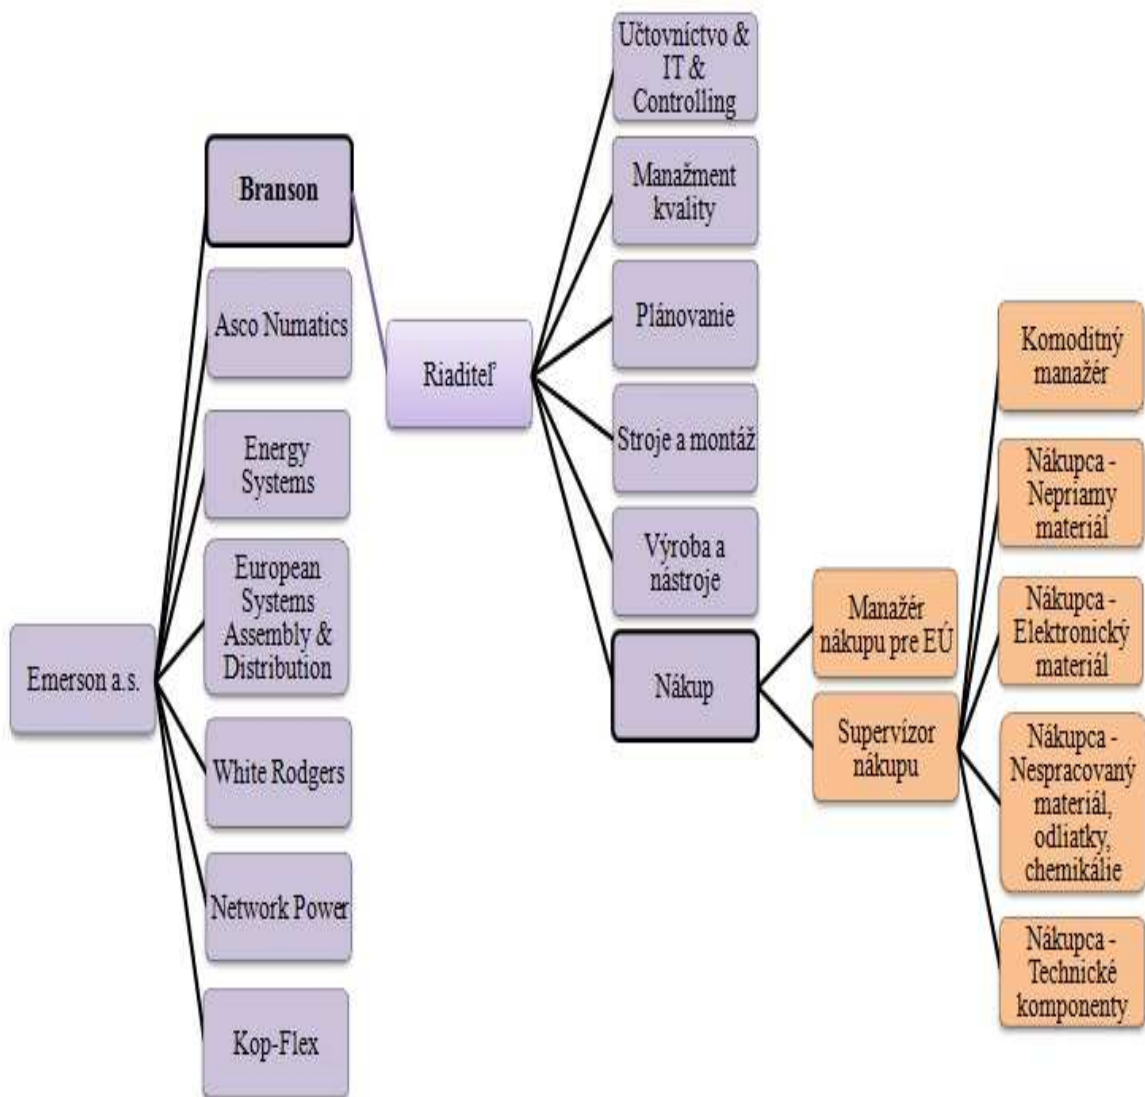 Emerson a.s.
Branson
Asco Numatics
Energy
Systems
European
Systems
Assembly &
Distribution
White Rodgers
Network Power
Kop-Flex
Riaditeľ
Učtovníctvo &
IT &
Controlling
Manažment
kvality
Plánovanie
Stroje a montáž
Výroba a
nástroje
Nákup
Manažér
nákupu pre EÚ
Supervízor
nákupu
Komoditný
manažér
Nákupca -
Nepriamy
materiál
Nákupca -
Elektronický
materiál
Nákupca -
Nespracovaný
materiál,
odliatky,
chemikálie
Nákupca -
Technické
komponenty